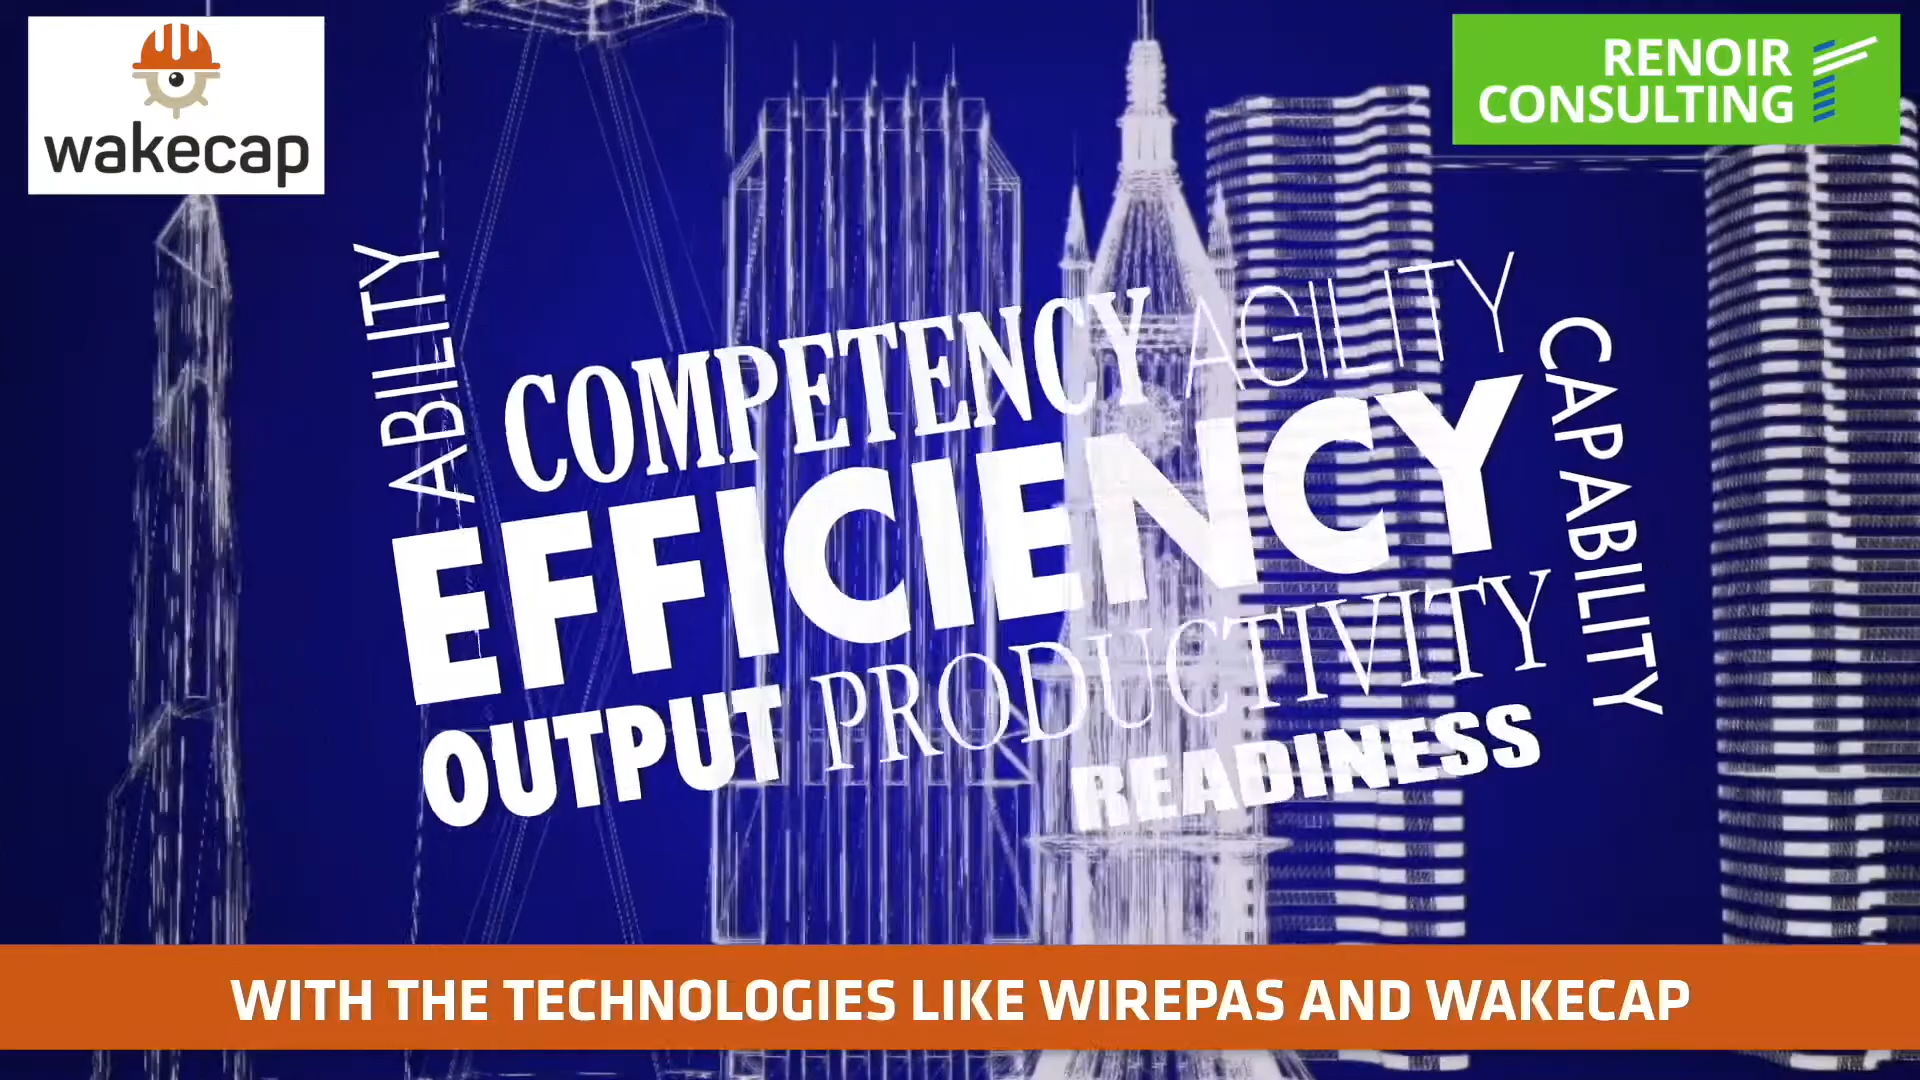 wakecap
RENOIR
CONSULTING
ABILITY
COMPETENCY
AGILITY
CAPABILITY
EFFICIENCY
OUTPUT
PRODUCTIVITY
READINESS
WITH THE TECHNOLOGIES LIKE WIREPAS AND WAKECAP